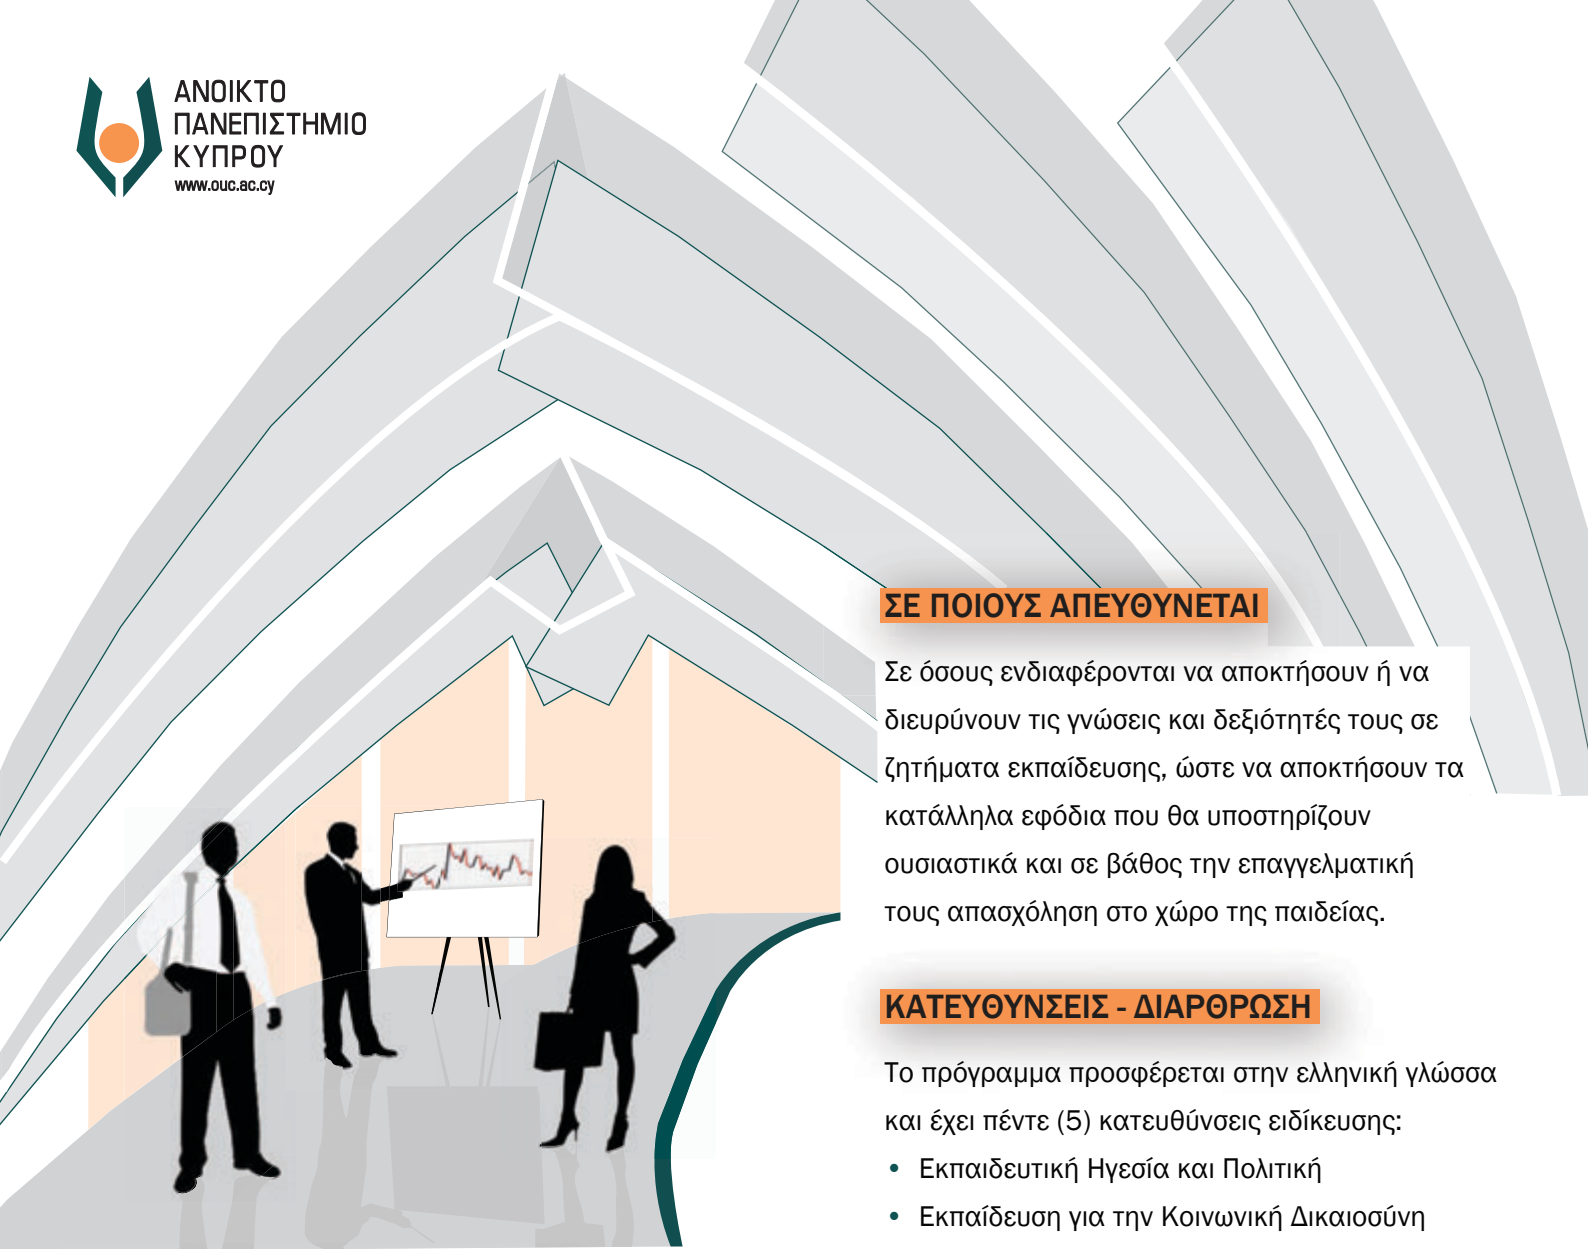 ΑΝΟΙΚΤΟ
ΠΑΝΕΠΙΣΤΗΜΙΟ
ΚΥΠΡΟΥ
www.ouc.ac.cy
ΣΕ ΠΟΙΟΥΣ ΑΠΕΥΘΥΝΕΤΑΙ
Σε όσους ενδιαφέρονται να αποκτήσουν ή να
διευρύνουν τις γνώσεις και δεξιότητές τους σε
ζητήματα εκπαίδευσης, ώστε να αποκτήσουν τα
κατάλληλα εφόδια που θα υποστηρίζουν
ουσιαστικά και σε βάθος την επαγγελματική
τους απασχόληση στο χώρο της παιδείας.
ΚΑΤΕΥΘΥΝΣΕΙΣ - ΔΙΑΡΘΡΩΣΗ
Το πρόγραμμα προσφέρεται στην ελληνική γλώσσα
και έχει πέντε (5) κατευθύνσεις ειδίκευσης:
• Εκπαιδευτική Ηγεσία και Πολιτική
• Εκπαίδευση για την Κοινωνική Δικαιοσύνη